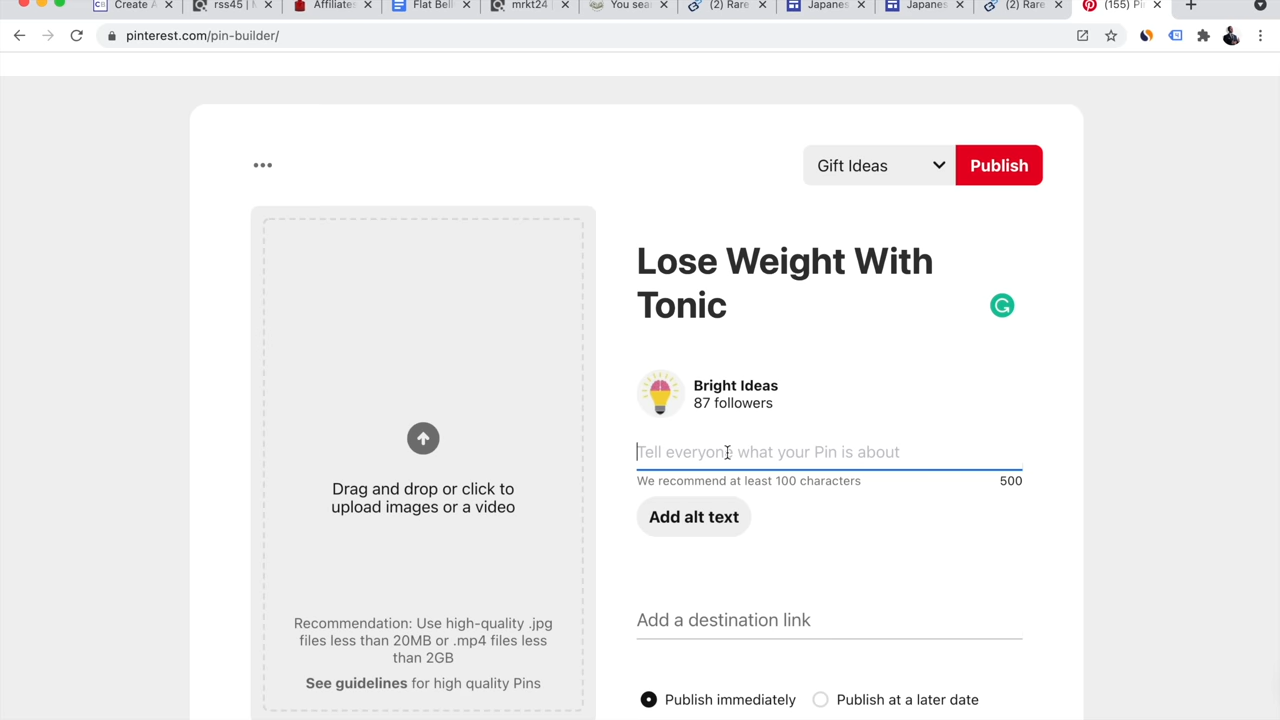 Create A
rss45 | M
Affiliates
Flat Bell
mrkt24 |
You sear
(2) Rare
Japanes
Japanes
(2) Rare
(155) Pi
pinterest.com/pin-builder/
Gift Ideas
Publish
Lose Weight With
Tonic
Bright Ideas
87 followers
Tell everyone what your Pin is about
We recommend at least 100 characters
500
Add alt text
Drag and drop or click to
upload images or a video
Add a destination link
Recommendation: Use high-quality .jpg
files less than 20MB or .mp4 files less
than 2GB
See guidelines for high quality Pins
Publish immediately
Publish at a later date